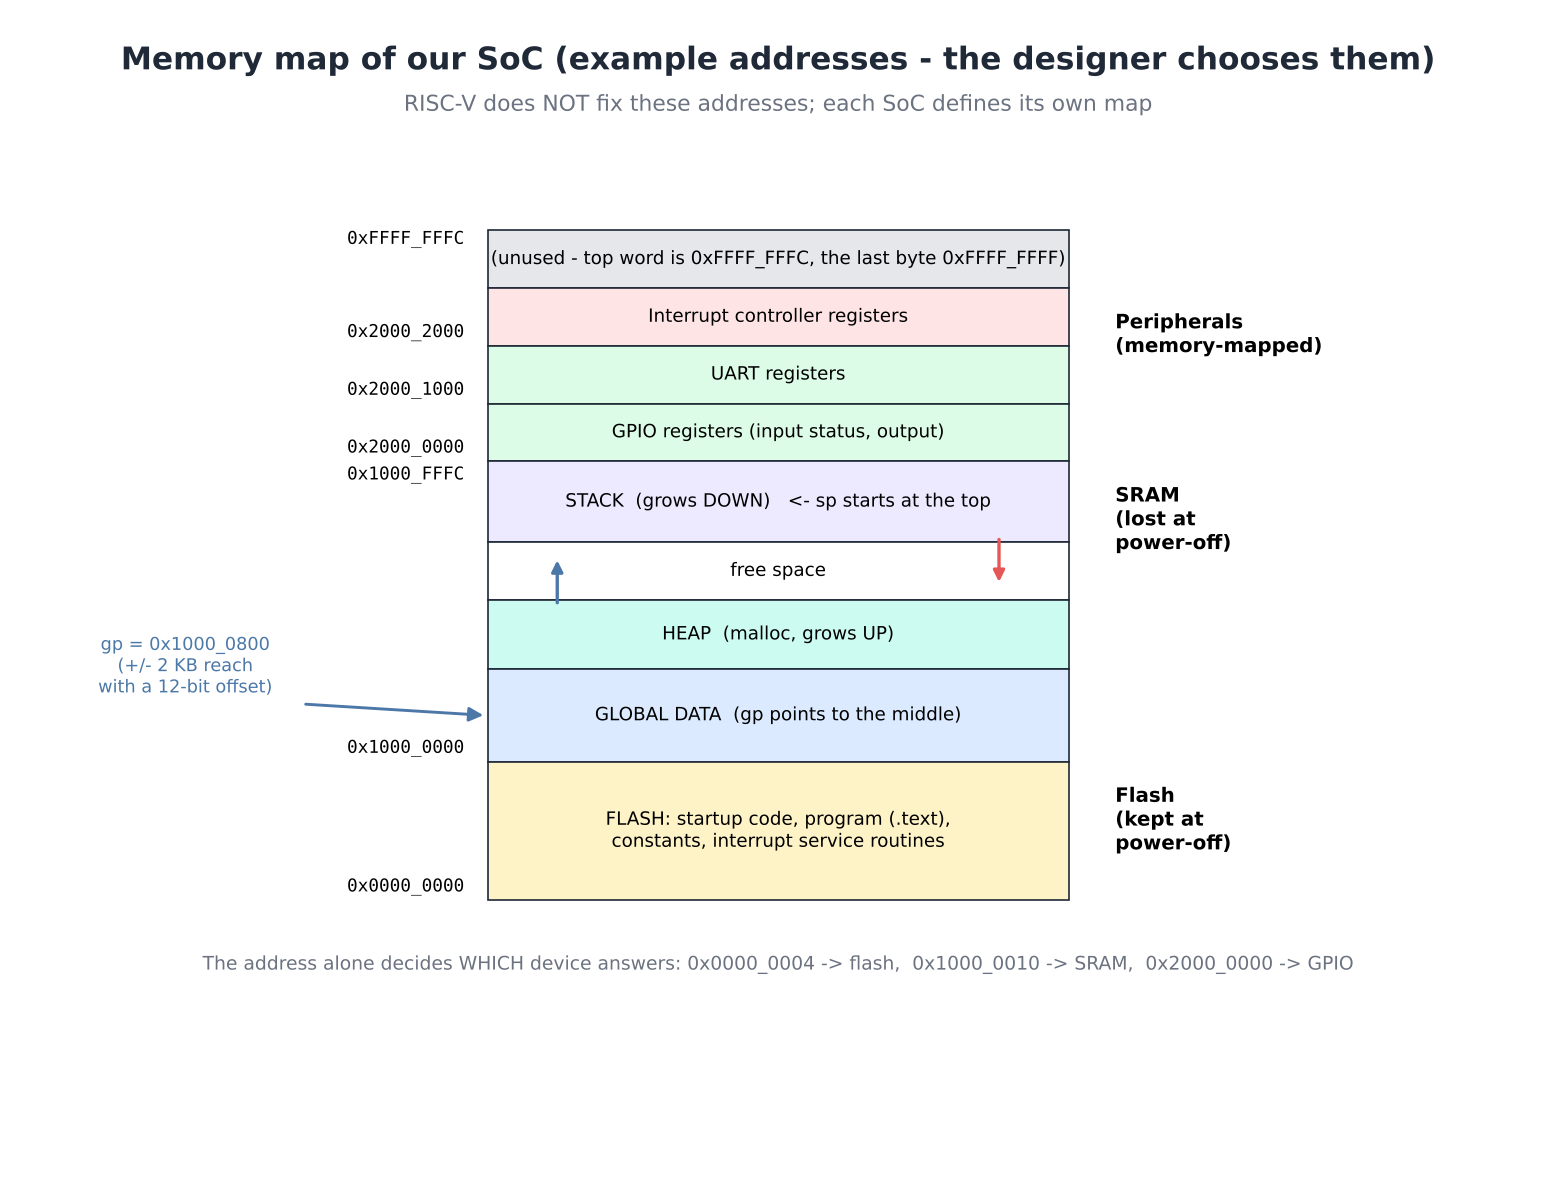 Memory map of our SoC (example addresses - the designer chooses them)
RISC-V does NOT fix these addresses; each SoC defines its own map
0xFFFF_FFFC
(unused - top word is 0xFFFF_FFFC, the last byte 0xFFFF_FFFF)
Interrupt controller registers
0x2000_2000
Peripherals
(memory-mapped)
UART registers
0x2000_1000
GPIO registers (input status, output)
0x2000_0000
0x1000_FFFC
STACK  (grows DOWN)   <- sp starts at the top
SRAM
(lost at
power-off)
free space
HEAP  (malloc, grows UP)
gp = 0x1000_0800
(+/- 2 KB reach
with a 12-bit offset)
GLOBAL DATA  (gp points to the middle)
0x1000_0000
FLASH: startup code, program (.text),
constants, interrupt service routines
Flash
(kept at
power-off)
0x0000_0000
The address alone decides WHICH device answers: 0x0000_0004 -> flash,  0x1000_0010 -> SRAM,  0x2000_0000 -> GPIO